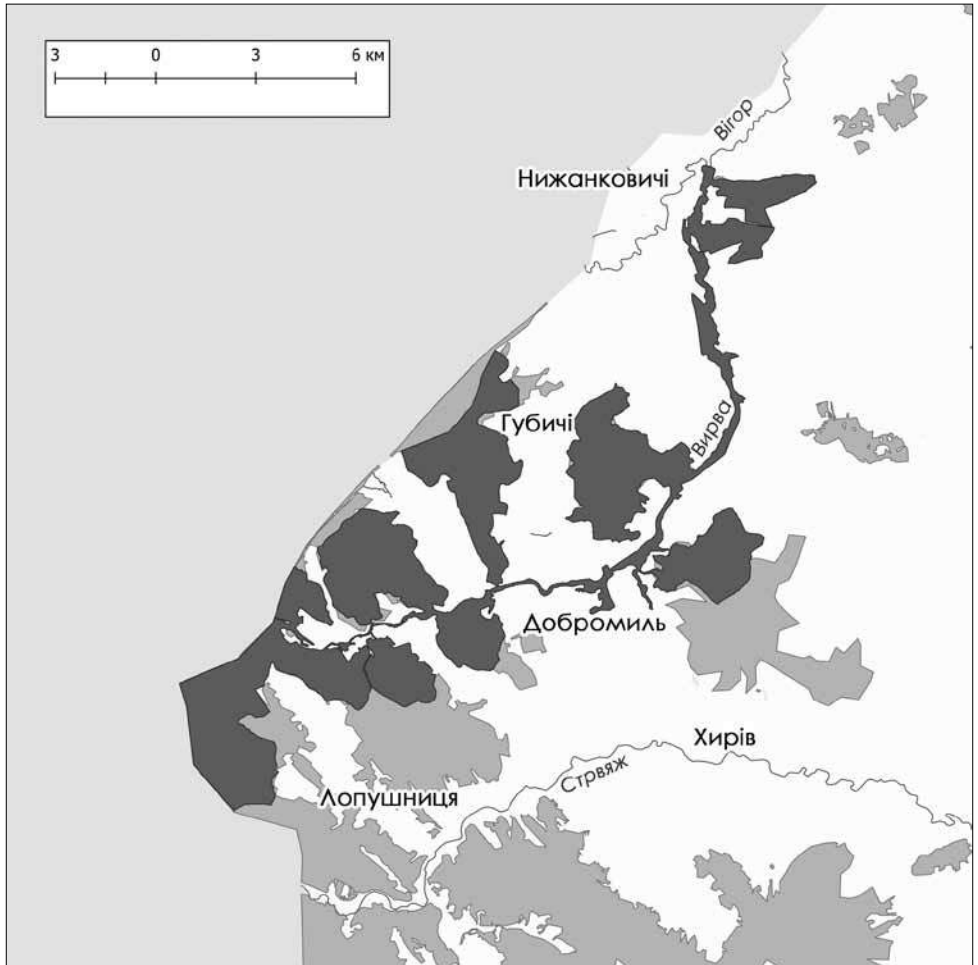 3 0 3 6 км
Вігор
Нижанковичі
Губичі
Вирва
Добромиль
Хирів
Стрвяж
Лопушниця